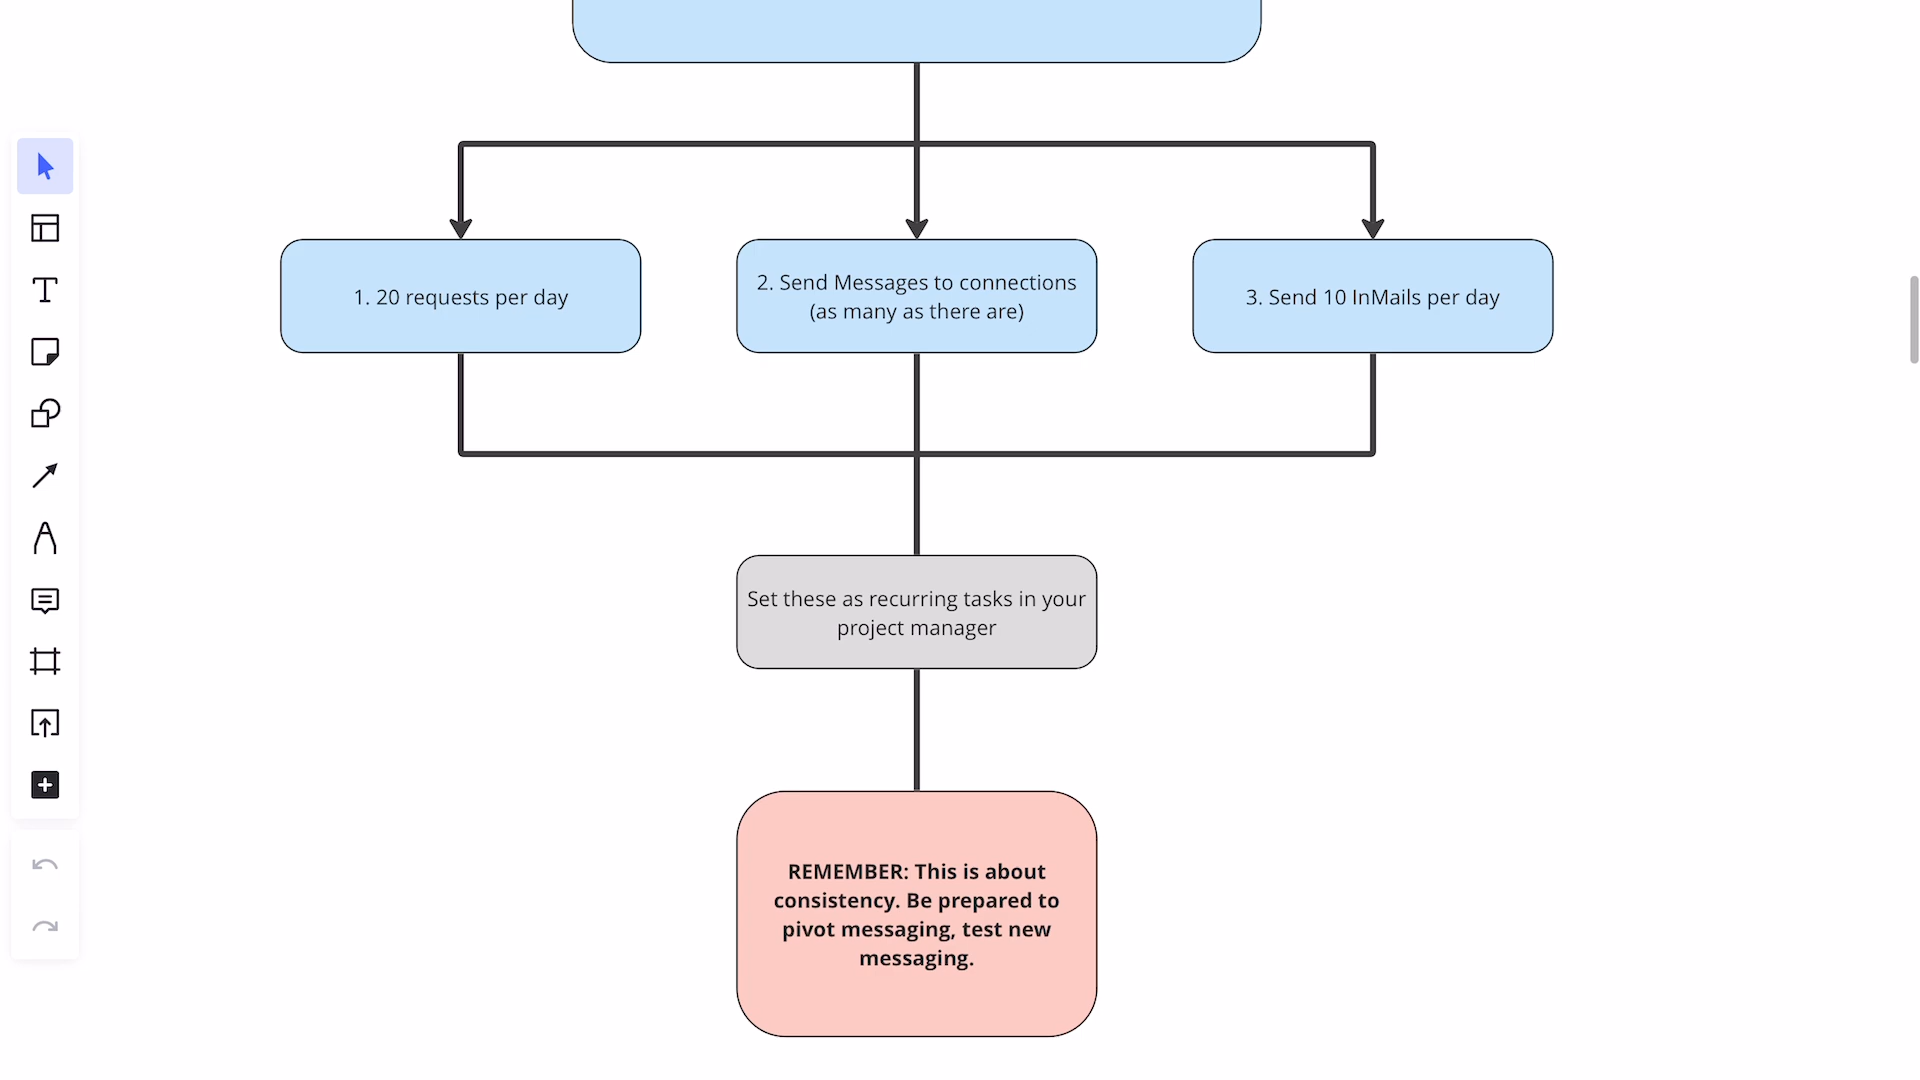 1. 20 requests per day
2. Send Messages to connections
(as many as there are)
3. Send 10 InMails per day
Set these as recurring tasks in your
project manager
REMEMBER: This is about
consistency. Be prepared to
pivot messaging, test new
messaging.